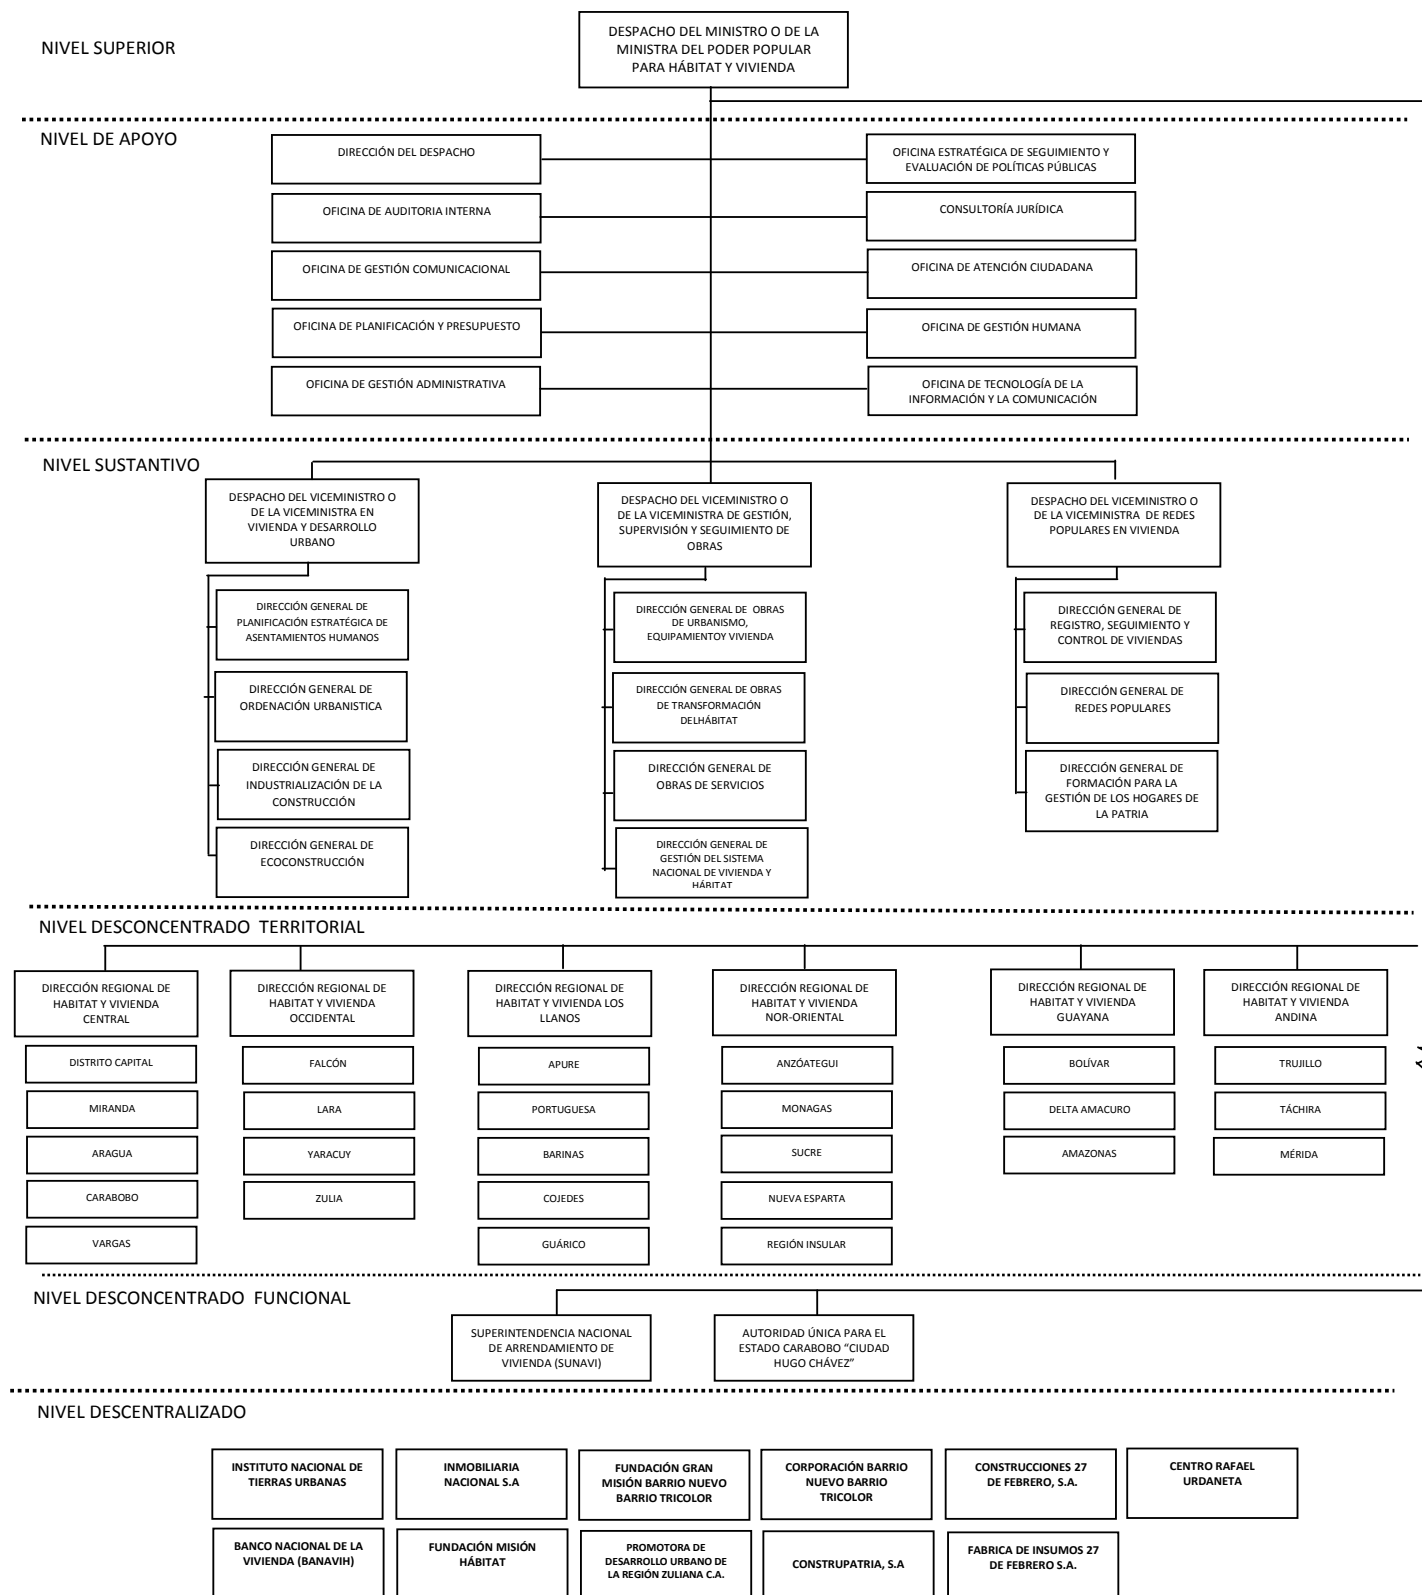 NIVEL SUPERIOR
DESPACHO DEL MINISTRO O DE LA
MINISTRA DEL PODER POPULAR
PARA HÁBITAT Y VIVIENDA
NIVEL DE APOYO
DIRECCIÓN DEL DESPACHO
OFICINA ESTRATÉGICA DE SEGUIMIENTO Y
EVALUACIÓN DE POLÍTICAS PÚBLICAS
OFICINA DE AUDITORIA INTERNA
CONSULTORÍA JURÍDICA
OFICINA DE GESTIÓN COMUNICACIONAL
OFICINA DE ATENCIÓN CIUDADANA
OFICINA DE PLANIFICACIÓN Y PRESUPUESTO
OFICINA DE GESTIÓN HUMANA
OFICINA DE GESTIÓN ADMINISTRATIVA
OFICINA DE TECNOLOGÍA DE LA
INFORMACIÓN Y LA COMUNICACIÓN
NIVEL SUSTANTIVO
DESPACHO DEL VICEMINISTRO O
DE LA VICEMINISTRA EN
VIVIENDA Y DESARROLLO
URBANO
DIRECCIÓN GENERAL DE
PLANIFICACIÓN ESTRATÉGICA DE
ASENTAMIENTOS HUMANOS
DIRECCIÓN GENERAL DE
ORDENACIÓN URBANISTICA
DIRECCIÓN GENERAL DE
INDUSTRIALIZACIÓN DE LA
CONSTRUCCIÓN
DIRECCIÓN GENERAL DE
ECOCONSTRUCCIÓN
DESPACHO DEL VICEMINISTRO O
DE LA VICEMINISTRA DE GESTIÓN,
SUPERVISIÓN Y SEGUIMIENTO DE
OBRAS
DIRECCIÓN GENERAL DE OBRAS
DE URBANISMO,
EQUIPAMIENTOY VIVIENDA
DIRECCIÓN GENERAL DE OBRAS
DE TRANSFORMACIÓN
DELHÁBITAT
DIRECCIÓN GENERAL DE
OBRAS DE SERVICIOS
DIRECCIÓN GENERAL DE
GESTIÓN DEL SISTEMA
NACIONAL DE VIVIENDA Y
HÁBITAT
DESPACHO DEL VICEMINISTRO O
DE LA VICEMINISTRA DE REDES
POPULARES EN VIVIENDA
DIRECCIÓN GENERAL DE
REGISTRO, SEGUIMIENTO Y
CONTROL DE VIVIENDAS
DIRECCIÓN GENERAL DE
REDES POPULARES
DIRECCIÓN GENERAL DE
FORMACIÓN PARA LA
GESTIÓN DE LOS HOGARES DE
LA PATRIA
NIVEL DESCONCENTRADO TERRITORIAL
DIRECCIÓN REGIONAL DE
HABITAT Y VIVIENDA
CENTRAL
DISTRITO CAPITAL
MIRANDA
ARAGUA
CARABOBO
VARGAS
DIRECCIÓN REGIONAL DE
HABITAT Y VIVIENDA
OCCIDENTAL
FALCÓN
LARA
YARACUY
ZULIA
DIRECCIÓN REGIONAL DE
HABITAT Y VIVIENDA LOS
LLANOS
APURE
PORTUGUESA
BARINAS
COJEDES
GUÁRICO
DIRECCIÓN REGIONAL DE
HABITAT Y VIVIENDA
NOR-ORIENTAL
ANZÓATEGUI
MONAGAS
SUCRE
NUEVA ESPARTA
REGIÓN INSULAR
DIRECCIÓN REGIONAL DE
HABITAT Y VIVIENDA
GUAYANA
BOLÍVAR
DELTA AMACURO
AMAZONAS
DIRECCIÓN REGIONAL DE
HABITAT Y VIVIENDA
ANDINA
TRUJILLO
TÁCHIRA
MÉRIDA
NIVEL DESCONCENTRADO FUNCIONAL
SUPERINTENDENCIA NACIONAL
DE ARRENDAMIENTO DE
VIVIENDA (SUNAVI)
AUTORIDAD ÚNICA PARA EL
ESTADO CARABOBO “CIUDAD
HUGO CHÁVEZ”
NIVEL DESCENTRALIZADO
INSTITUTO NACIONAL DE
TIERRAS URBANAS
INMOBILIARIA
NACIONAL S.A
FUNDACIÓN GRAN
MISIÓN BARRIO NUEVO
BARRIO TRICOLOR
CORPORACIÓN BARRIO
NUEVO BARRIO
TRICOLOR
CONSTRUCCIONES 27
DE FEBRERO, S.A.
CENTRO RAFAEL
URDANETA
BANCO NACIONAL DE LA
VIVIENDA (BANAVIH)
FUNDACIÓN MISIÓN
HÁBITAT
PROMOTORA DE
DESARROLLO URBANO DE
LA REGIÓN ZULIANA C.A.
CONSTRUPATRIA, S.A
FABRICA DE INSUMOS 27
DE FEBRERO S.A.